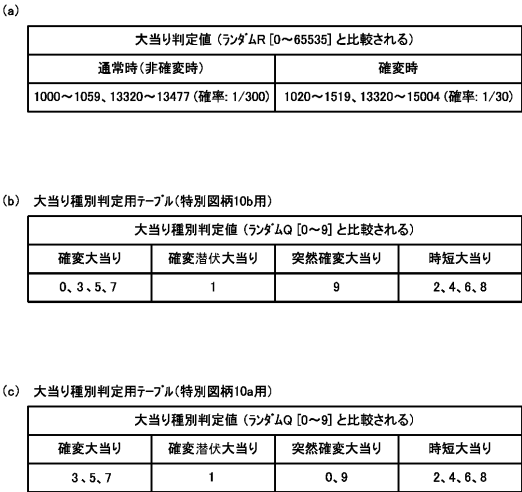 (a)
大当り判定値 (ランダムR [0～65535] と比較される)
通常時(非確変時) 確変時
1000～1059、13320～13477 (確率: 1/300) 1020～1519、13320～15004 (確率: 1/30)
(b) 大当り種別判定用テーブル(特別図柄10b用)
大当り種別判定値 (ランダムQ [0～9] と比較される)
確変大当り 確変潜伏大当り 突然確変大当り 時短大当り
0、3、5、7 1 9 2、4、6、8
(c) 大当り種別判定用テーブル(特別図柄10a用)
大当り種別判定値 (ランダムQ [0～9] と比較される)
確変大当り 確変潜伏大当り 突然確変大当り 時短大当り
3、5、7 1 0、9 2、4、6、8